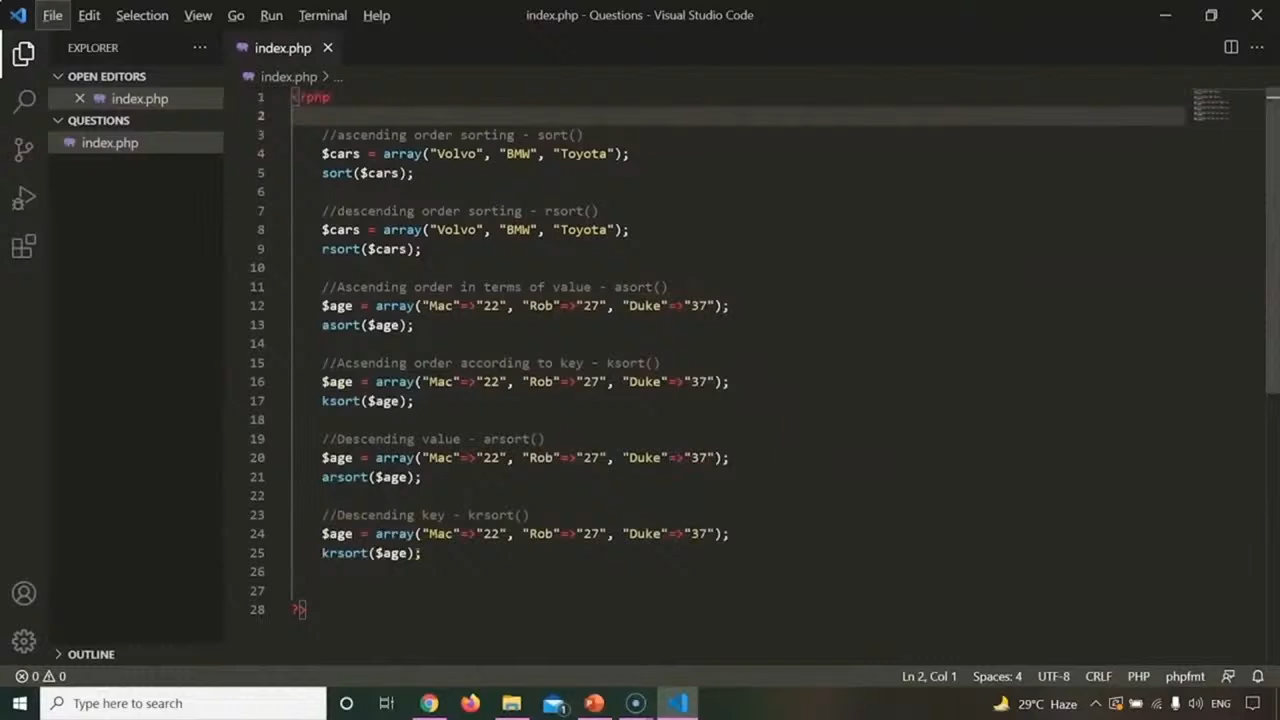 File Edit Selection View Go Run Terminal Help
index.php - Questions - Visual Studio Code
EXPLORER
index.php
OPEN EDITORS
index.php
QUESTIONS
index.php
OUTLINE
index.php > ...
1 <?php
2
3 //ascending order sorting - sort()
4 $cars = array("Volvo", "BMW", "Toyota");
5 sort($cars);
6
7 //descending order sorting - rsort()
8 $cars = array("Volvo", "BMW", "Toyota");
9 rsort($cars);
10
11 //Ascending order in terms of value - asort()
12 $age = array("Mac"=>"22", "Rob"=>"27", "Duke"=>"37");
13 asort($age);
14
15 //Acsending order according to key - ksort()
16 $age = array("Mac"=>"22", "Rob"=>"27", "Duke"=>"37");
17 ksort($age);
18
19 //Descending value - arsort()
20 $age = array("Mac"=>"22", "Rob"=>"27", "Duke"=>"37");
21 arsort($age);
22
23 //Descending key - krsort()
24 $age = array("Mac"=>"22", "Rob"=>"27", "Duke"=>"37");
25 krsort($age);
26
27
28 ?>
0 0
Ln 2, Col 1 Spaces: 4 UTF-8 CRLF PHP phpfmt
Type here to search
1
29°C Haze
ENG